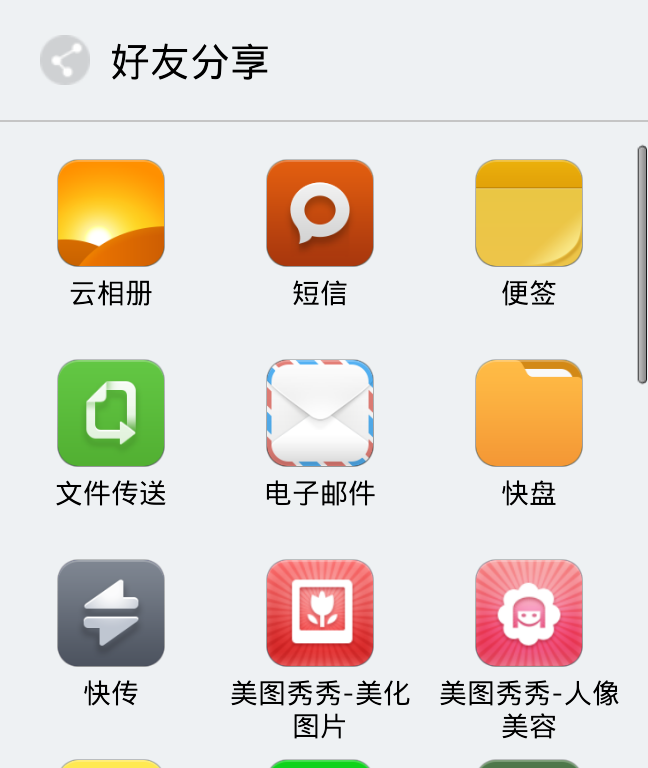 好友分享
云相册
短信
便签
文件传送
电子邮件
快盘
快传
美图秀秀-美化
图片
美图秀秀-人像
美容